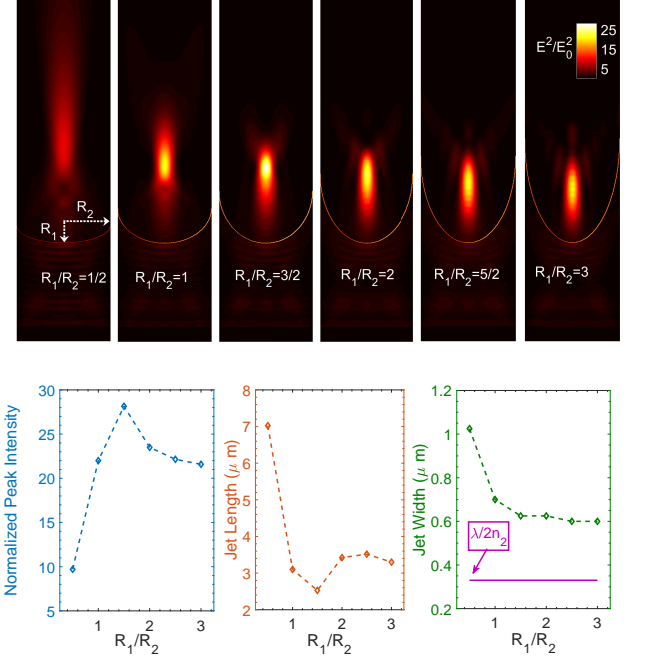 E²/E₀²
25
15
5
R₂
R₁
R₁/R₂=1/2
R₁/R₂=1
R₁/R₂=3/2
R₁/R₂=2
R₁/R₂=5/2
R₁/R₂=3
Normalized Peak Intensity
30
25
20
15
10
5
1 2 3
R₁/R₂
Jet Length (μ m)
8
7
6
5
4
3
2
1 2 3
R₁/R₂
Jet Width (μ m)
1.2
1
0.8
0.6
0.4
0.2
λ/2n₂
1 2 3
R₁/R₂